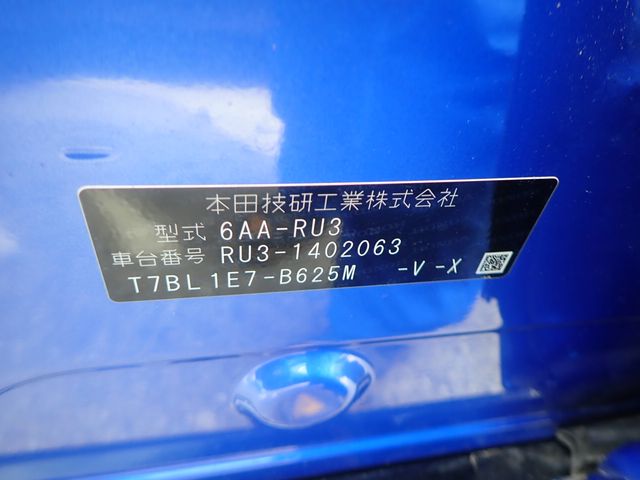 本田技研工業株式会社
型式 6AA-RU3
車台番号 RU3-1402063
T7BL1E7-B625M -V -X